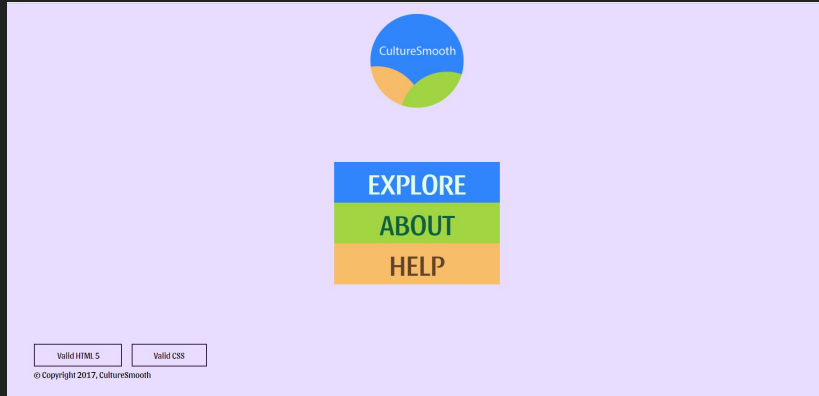 CultureSmooth
EXPLORE
ABOUT
HELP
Valid HTML 5 Valid CSS
© Copyright 2017, CultureSmooth